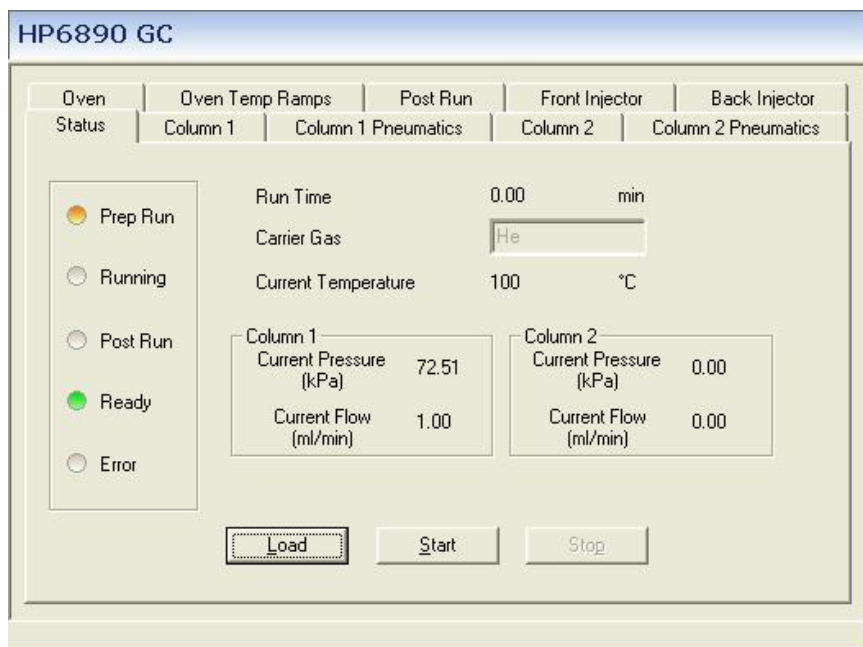 HP6890 GC
Oven Oven Temp Ramps Post Run Front Injector Back Injector
Status Column 1 Column 1 Pneumatics Column 2 Column 2 Pneumatics
Prep Run
Running
Post Run
Ready
Error
Run Time 0.00 min
Carrier Gas He
Current Temperature 100 °C
Column 1
Current Pressure
(kPa) 72.51
Current Flow
(ml/min) 1.00
Column 2
Current Pressure
(kPa) 0.00
Current Flow
(ml/min) 0.00
Load Start Stop